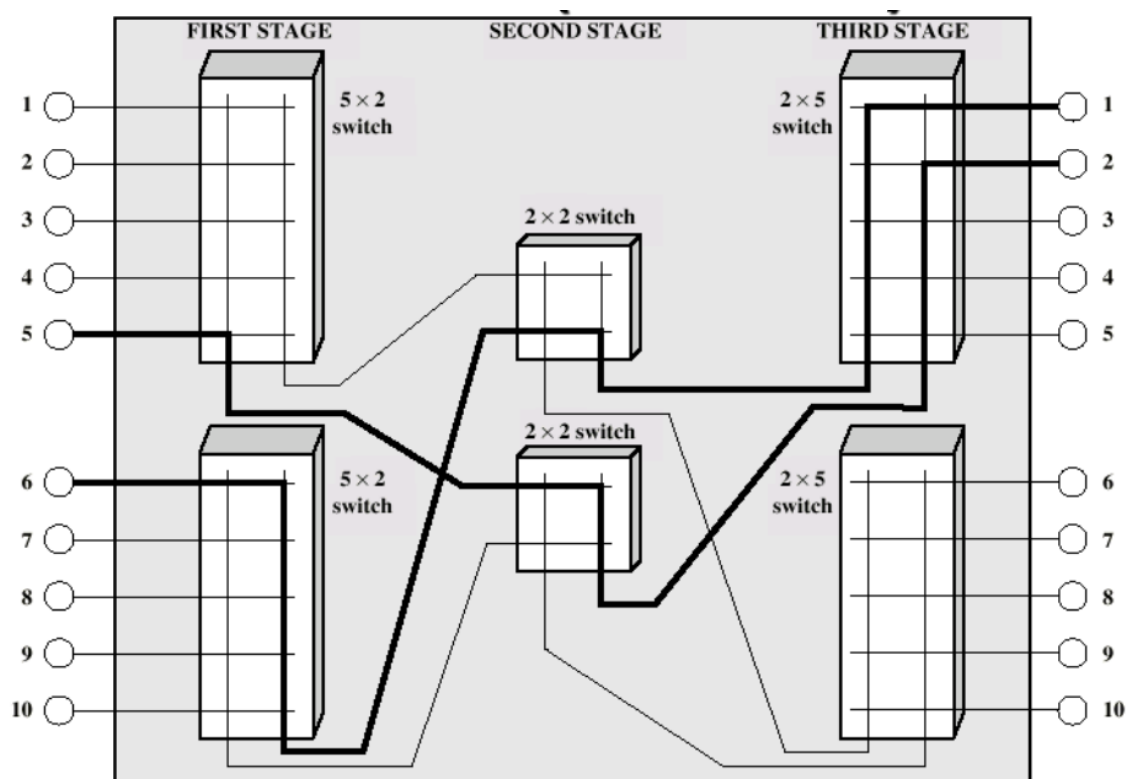 FIRST STAGE
SECOND STAGE
THIRD STAGE
5 × 2
switch
2 × 5
switch
1
2
3
4
5
1
2
3
4
5
2 × 2 switch
2 × 2 switch
5 × 2
switch
2 × 5
switch
6
7
8
9
10
6
7
8
9
10